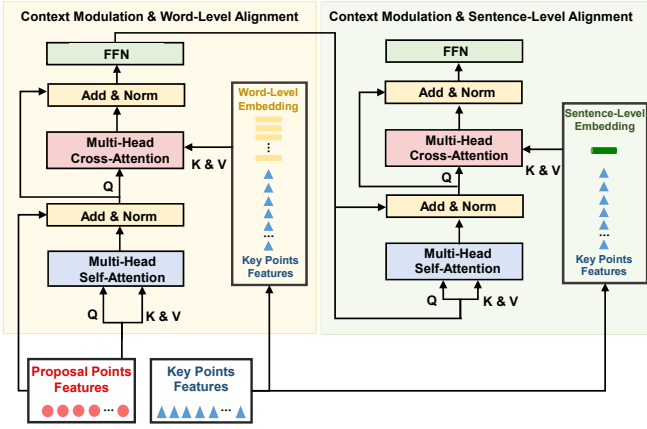 Context Modulation & Word-Level Alignment
FFN
Add & Norm
Multi-Head
Cross-Attention
Q
K & V
Add & Norm
Multi-Head
Self-Attention
Q
K & V
Word-Level
Embedding
...
...
Key Points
Features
Proposal Points
Features
...
Key Points
Features
...
Context Modulation & Sentence-Level Alignment
FFN
Add & Norm
Multi-Head
Cross-Attention
Q
K & V
Add & Norm
Multi-Head
Self-Attention
Q
K & V
Sentence-Level
Embedding
...
Key Points
Features